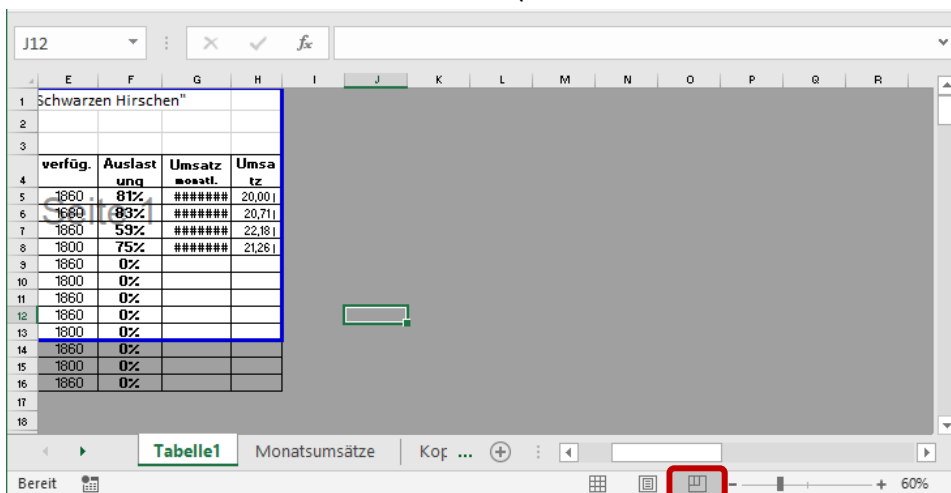 J12 fx
E F G H I J K L M N O P Q R
1 Schwarzen Hirschen"
2
3
4 verfüg. Auslast ung Umsatz monatl. Umsa tz
5 1860 81% ####### 20,00
6 1680 83% ####### 20,71
7 1860 59% ####### 22,18
8 1800 75% ####### 21,26
9 1860 0%
10 1800 0%
11 1860 0%
12 1860 0%
13 1800 0%
14 1860 0%
15 1800 0%
16 1860 0%
17
18
Seite 1
Tabelle1 Monatsumsätze Kop ...
Bereit 60%